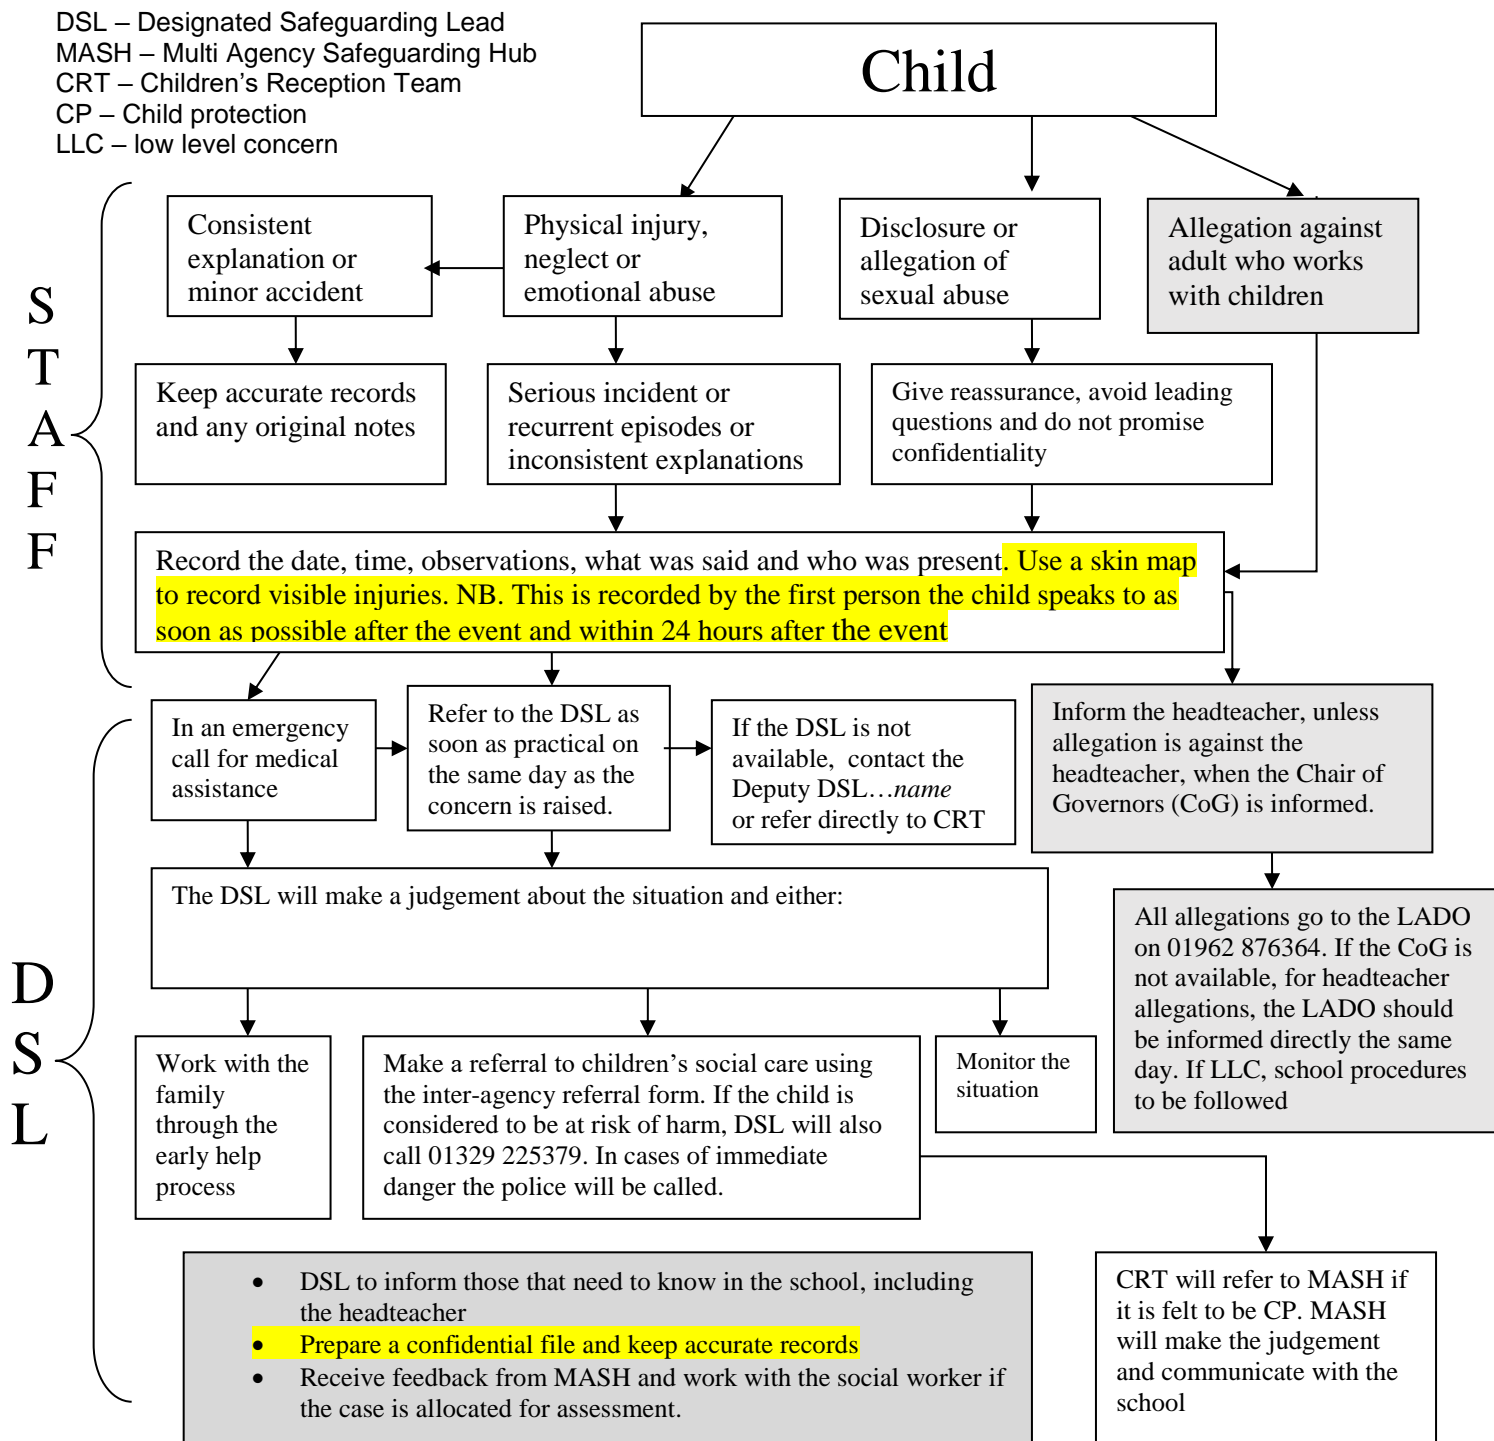 DSL – Designated Safeguarding Lead
MASH – Multi Agency Safeguarding Hub
CRT – Children's Reception Team
CP – Child protection
LLC – low level concern
Child
S
T
A
F
F
Consistent
explanation or
minor accident
Physical injury,
neglect or
emotional abuse
Disclosure or
allegation of
sexual abuse
Allegation against
adult who works
with children
Keep accurate records
and any original notes
Serious incident or
recurrent episodes or
inconsistent explanations
Give reassurance, avoid leading
questions and do not promise
confidentiality
Record the date, time, observations, what was said and who was present. Use a skin map
to record visible injuries. NB. This is recorded by the first person the child speaks to as
soon as possible after the event and within 24 hours after the event
D
S
L
In an emergency
call for medical
assistance
Refer to the DSL as
soon as practical on
the same day as the
concern is raised.
If the DSL is not
available, contact the
Deputy DSL…name
or refer directly to CRT
Inform the headteacher, unless
allegation is against the
headteacher, when the Chair of
Governors (CoG) is informed.
The DSL will make a judgement about the situation and either:
All allegations go to the LADO
on 01962 876364. If the CoG is
not available, for headteacher
allegations, the LADO should
be informed directly the same
day. If LLC, school procedures
to be followed
Work with the
family
through the
early help
process
Make a referral to children's social care using
the inter-agency referral form. If the child is
considered to be at risk of harm, DSL will also
call 01329 225379. In cases of immediate
danger the police will be called.
Monitor the
situation
• DSL to inform those that need to know in the school, including
the headteacher
• Prepare a confidential file and keep accurate records
• Receive feedback from MASH and work with the social worker if
the case is allocated for assessment.
CRT will refer to MASH if
it is felt to be CP. MASH
will make the judgement
and communicate with the
school